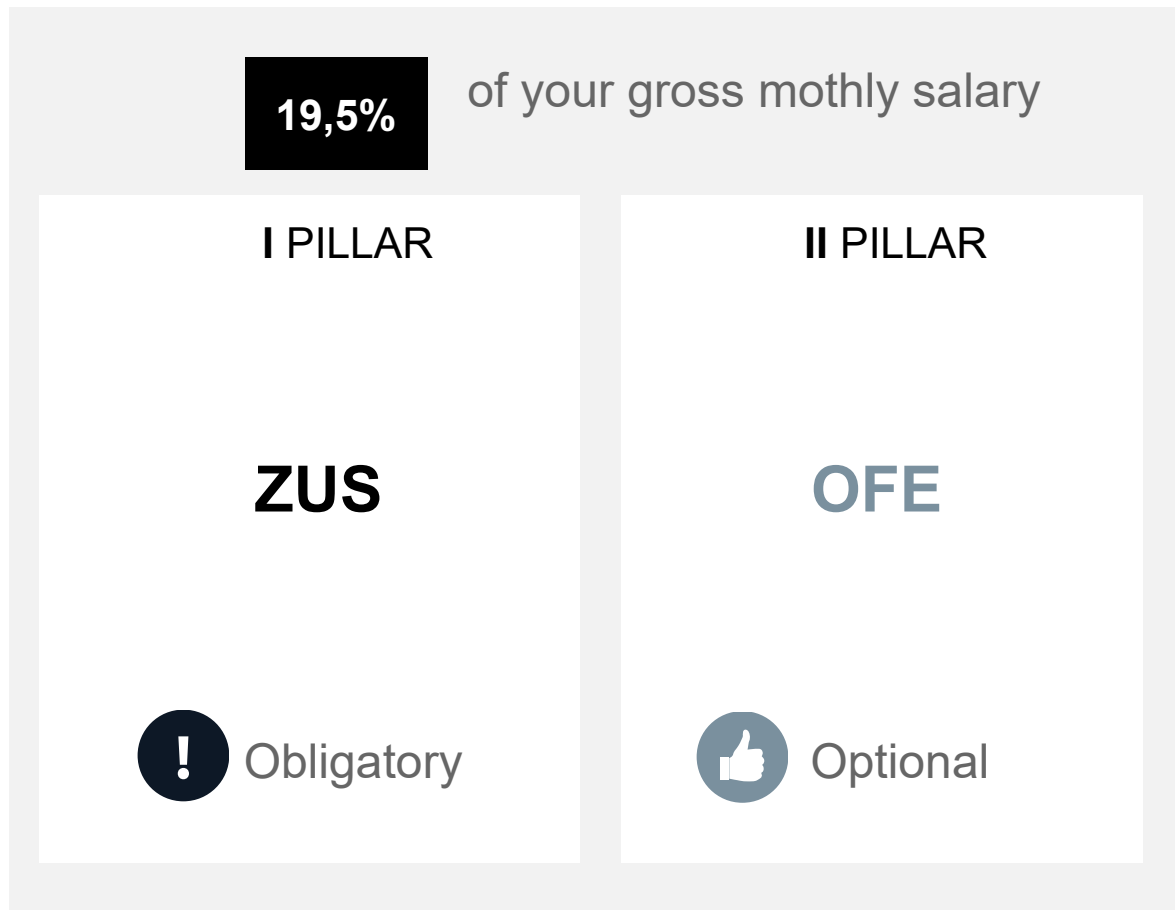 19,5% of your gross mothly salary
I PILLAR
II PILLAR
ZUS
OFE
! Obligatory
Optional